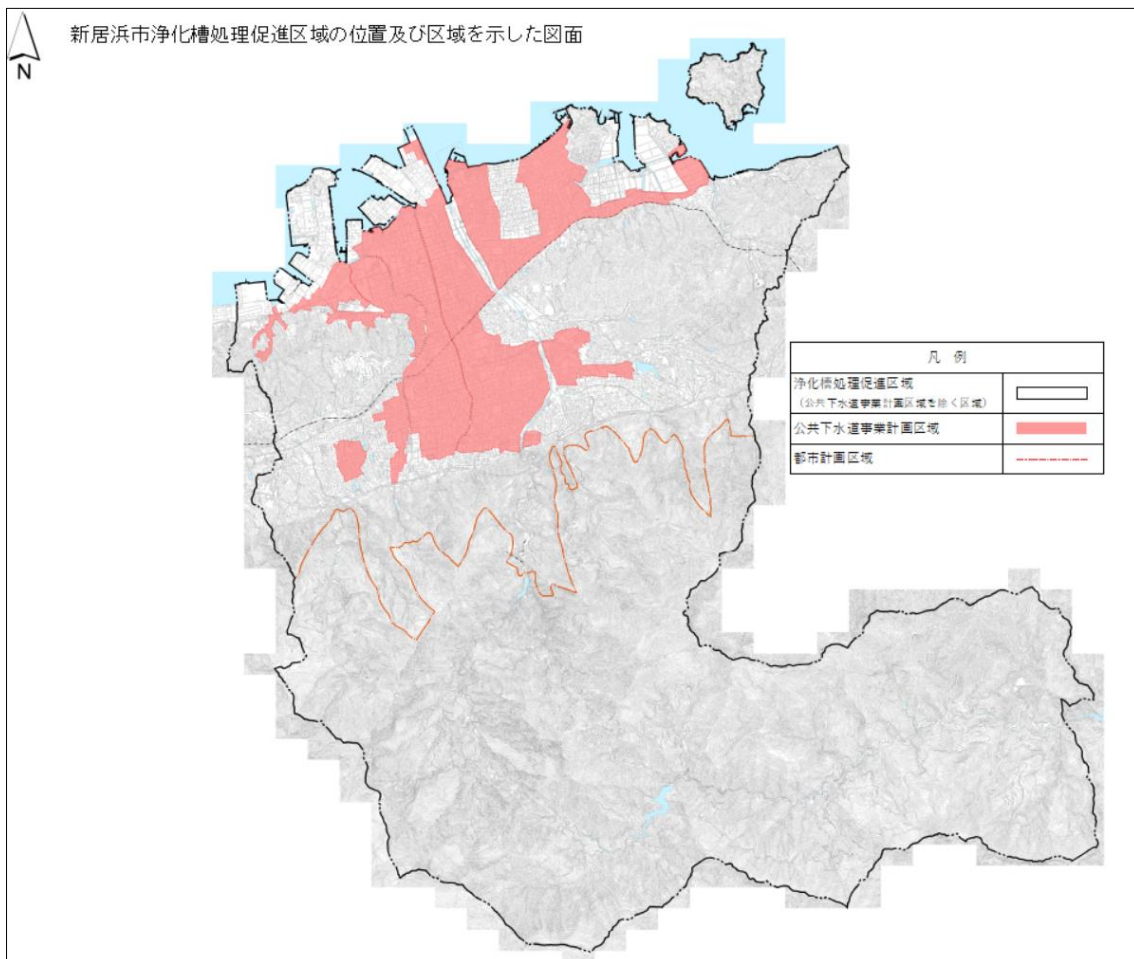 新居浜市浄化槽処理促進区域の位置及び区域を示した図面
N
凡 例
浄化槽処理促進区域
(公共下水道事業計画区域を除く区域)
公共下水道事業計画区域
都市計画区域